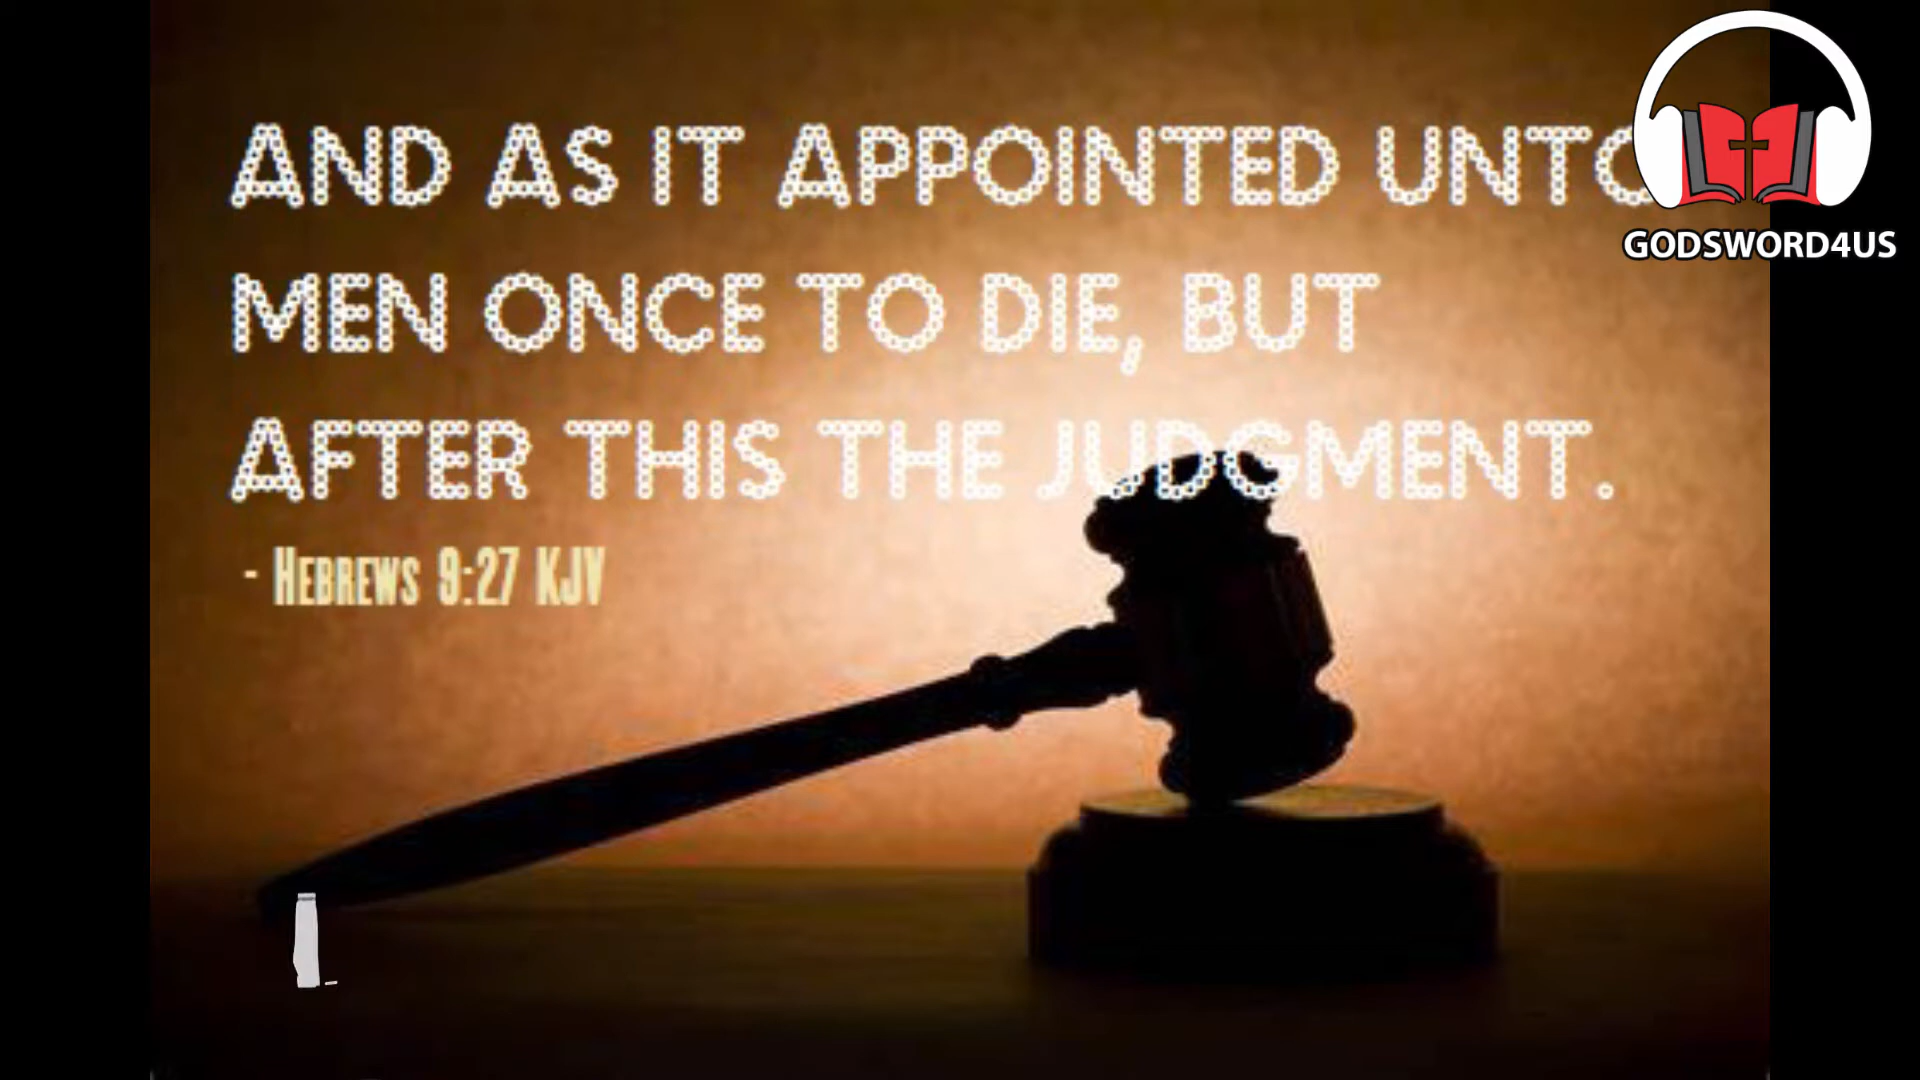 AND AS IT APPOINTED UNTO
MEN ONCE TO DIE, BUT
AFTER THIS THE JUDGMENT.
- HEBREWS 9:27 KJV
GODSWORD4US